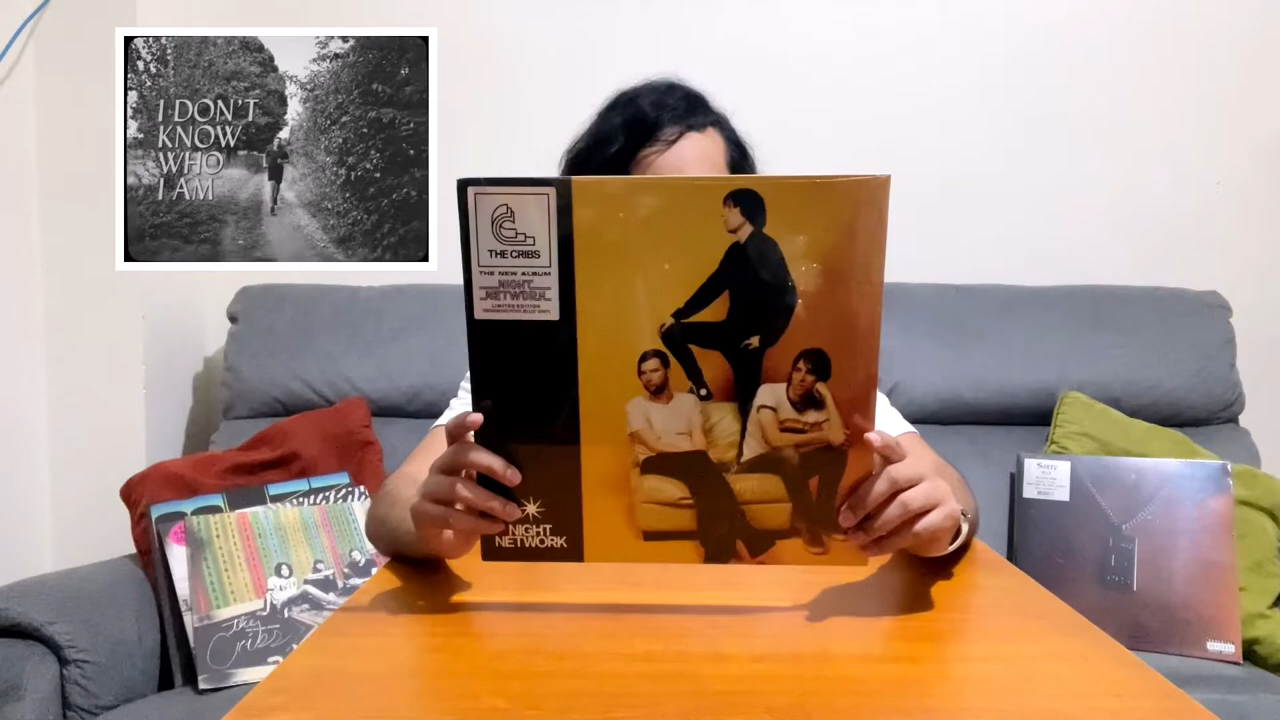 I DON'T
KNOW
WHO
I AM
THE CRIBS
THE NEW ALBUM
NIGHT
NETWORK
LIMITED EDITION
NIGHT
NETWORK
the
Cribs
Sorry